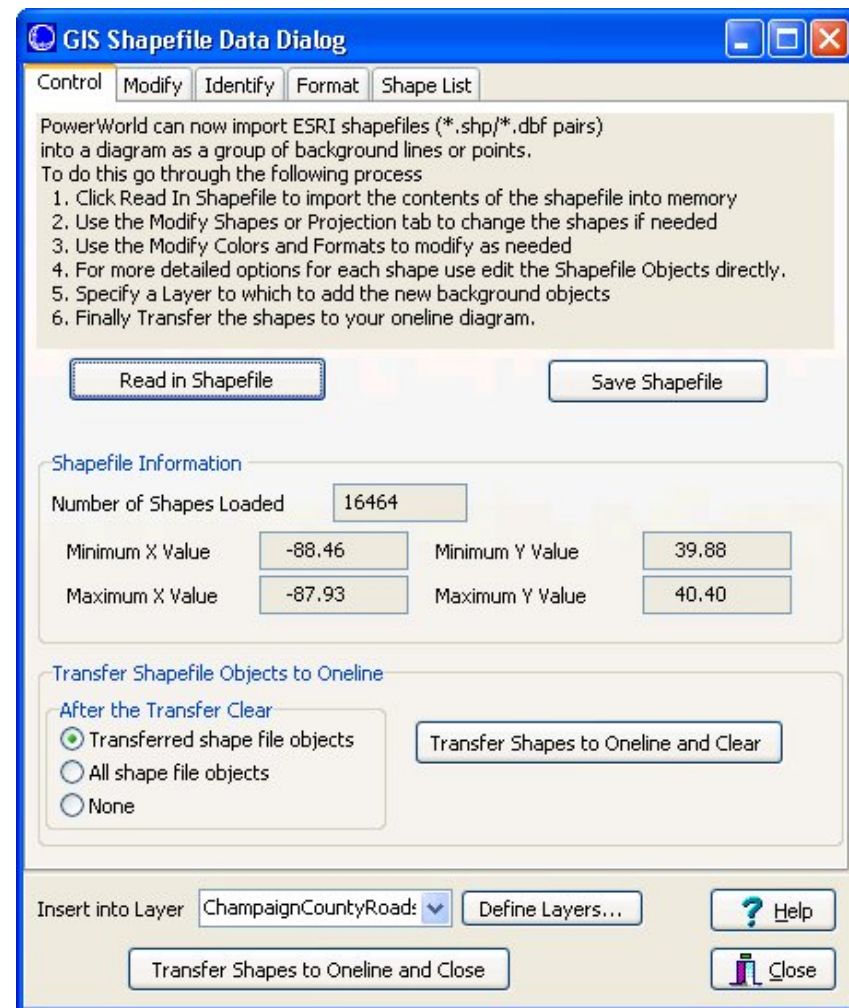 GIS Shapefile Data Dialog
Control Modify Identify Format Shape List
PowerWorld can now import ESRI shapefiles (*.shp/*.dbf pairs)
into a diagram as a group of background lines or points.
To do this go through the following process
1. Click Read In Shapefile to import the contents of the shapefile into memory
2. Use the Modify Shapes or Projection tab to change the shapes if needed
3. Use the Modify Colors and Formats to modify as needed
4. For more detailed options for each shape use edit the Shapefile Objects directly.
5. Specify a Layer to which to add the new background objects
6. Finally Transfer the shapes to your oneline diagram.
Read in Shapefile Save Shapefile
Shapefile Information
Number of Shapes Loaded 16464
Minimum X Value -88.46 Minimum Y Value 39.88
Maximum X Value -87.93 Maximum Y Value 40.40
Transfer Shapefile Objects to Oneline
After the Transfer Clear
Transferred shape file objects
Transfer Shapes to Oneline and Clear
All shape file objects
None
Insert into Layer ChampaignCountyRoads Define Layers... ? Help
Transfer Shapes to Oneline and Close Close